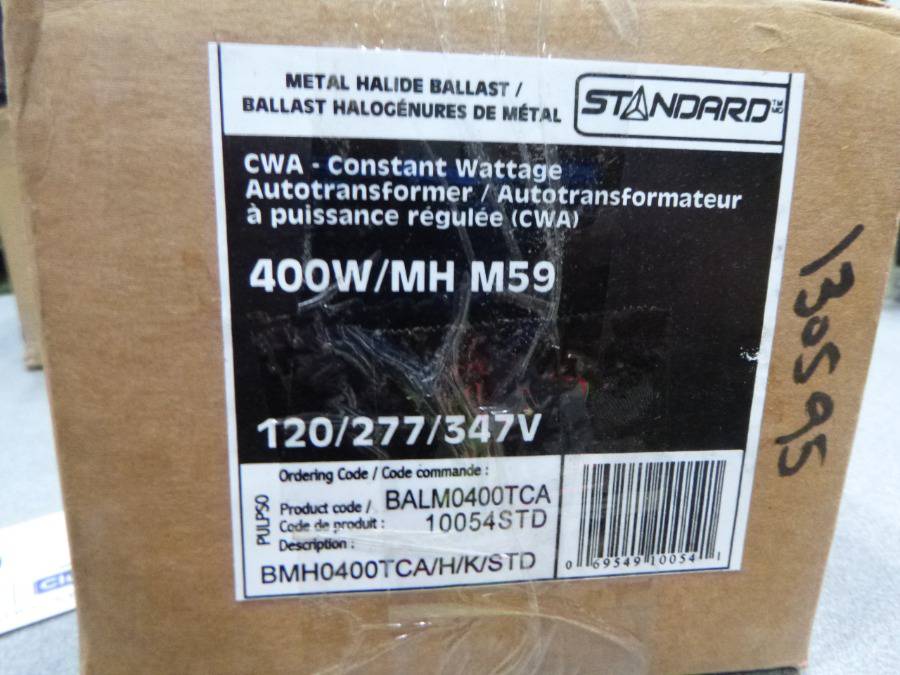 METAL HALIDE BALLAST /
BALLAST HALOGÉNURES DE MÉTAL
STANDARD
CWA - Constant Wattage
Autotransformer / Autotransformateur
à puissance régulée (CWA)
400W/MH M59
120/277/347V
Ordering Code / Code commande :
BALM0400TCA
Product code /
Code de produit : 10054STD
Description :
BMH0400TCA/H/K/STD
PULPSO
0 69549 10054 1
130595